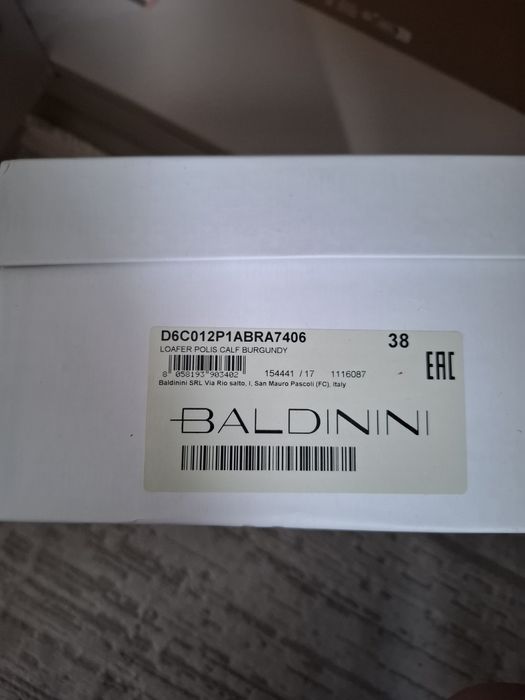 D6C012P1ABRA7406 38
LOAFER POLIS CALF BURGUNDY
EAC
8 058193 903402 154441 / 17 1116087
Baldinini SRL Via Rio salto, I, San Mauro Pascoli (FC), Italy
BALDININI